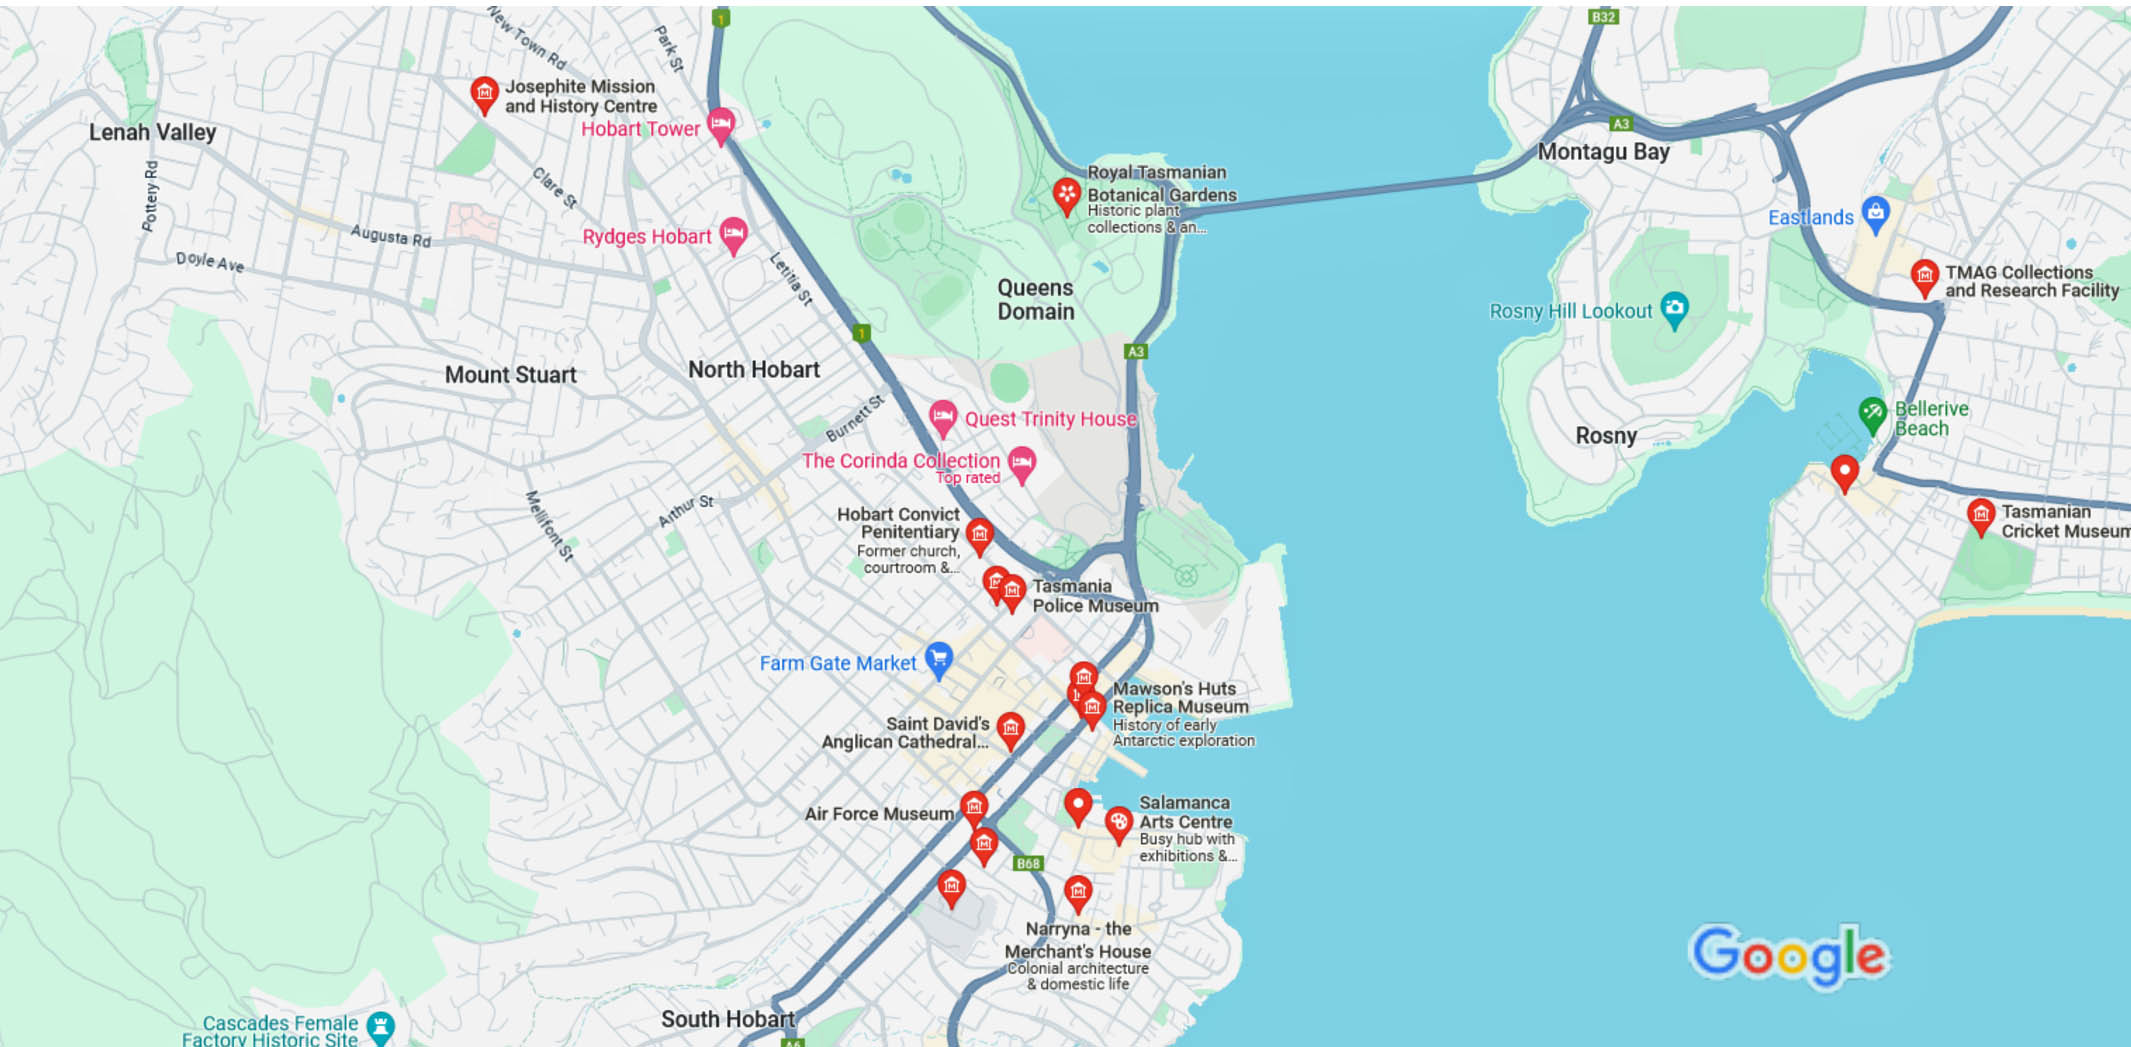 New Town Rd
Park St
1
B32
Josephite Mission
and History Centre
Hobart Tower
Lenah Valley
A3
Montagu Bay
Pottery Rd
Clare St
Royal Tasmanian
Botanical Gardens
Historic plant
collections & an...
Eastlands
Augusta Rd
Rydges Hobart
Doyle Ave
Letitia St
Queens
Domain
TMAG Collections
and Research Facility
Rosny Hill Lookout
1
A3
Mount Stuart
North Hobart
Burnett St
Quest Trinity House
Bellerive
Beach
Rosny
The Corinda Collection
Top rated
Mellifont St
Arthur St
Hobart Convict
Penitentiary
Former church,
courtroom &...
Tasmanian
Cricket Museum
Tasmania
Police Museum
Farm Gate Market
Mawson's Huts
Replica Museum
History of early
Antarctic exploration
Saint David's
Anglican Cathedral...
Air Force Museum
Salamanca
Arts Centre
Busy hub with
exhibitions &...
B68
Narryna - the
Merchant's House
Colonial architecture
& domestic life
Google
South Hobart
Cascades Female
Factory Historic Site
A6